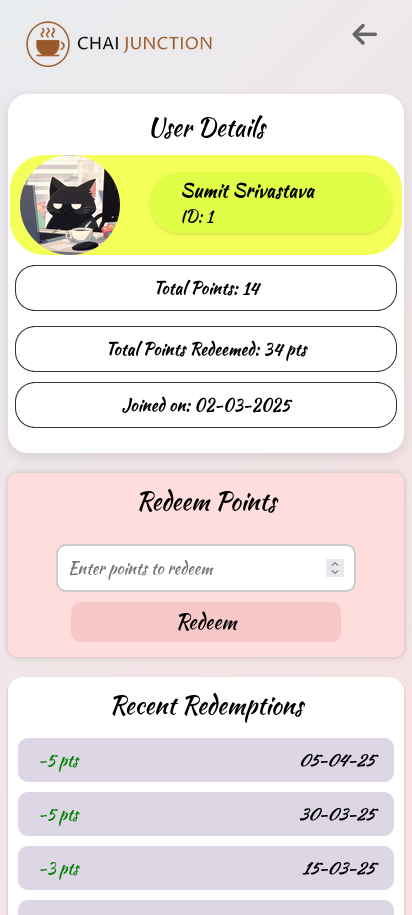 CHAI JUNCTION
User Details
Sumit Srivastava
ID: 1
Total Points: 14
Total Points Redeemed: 34 pts
Joined on: 02-03-2025
Redeem Points
Enter points to redeem
Redeem
Recent Redemptions
-5 pts 05-04-25
-5 pts 30-03-25
-3 pts 15-03-25